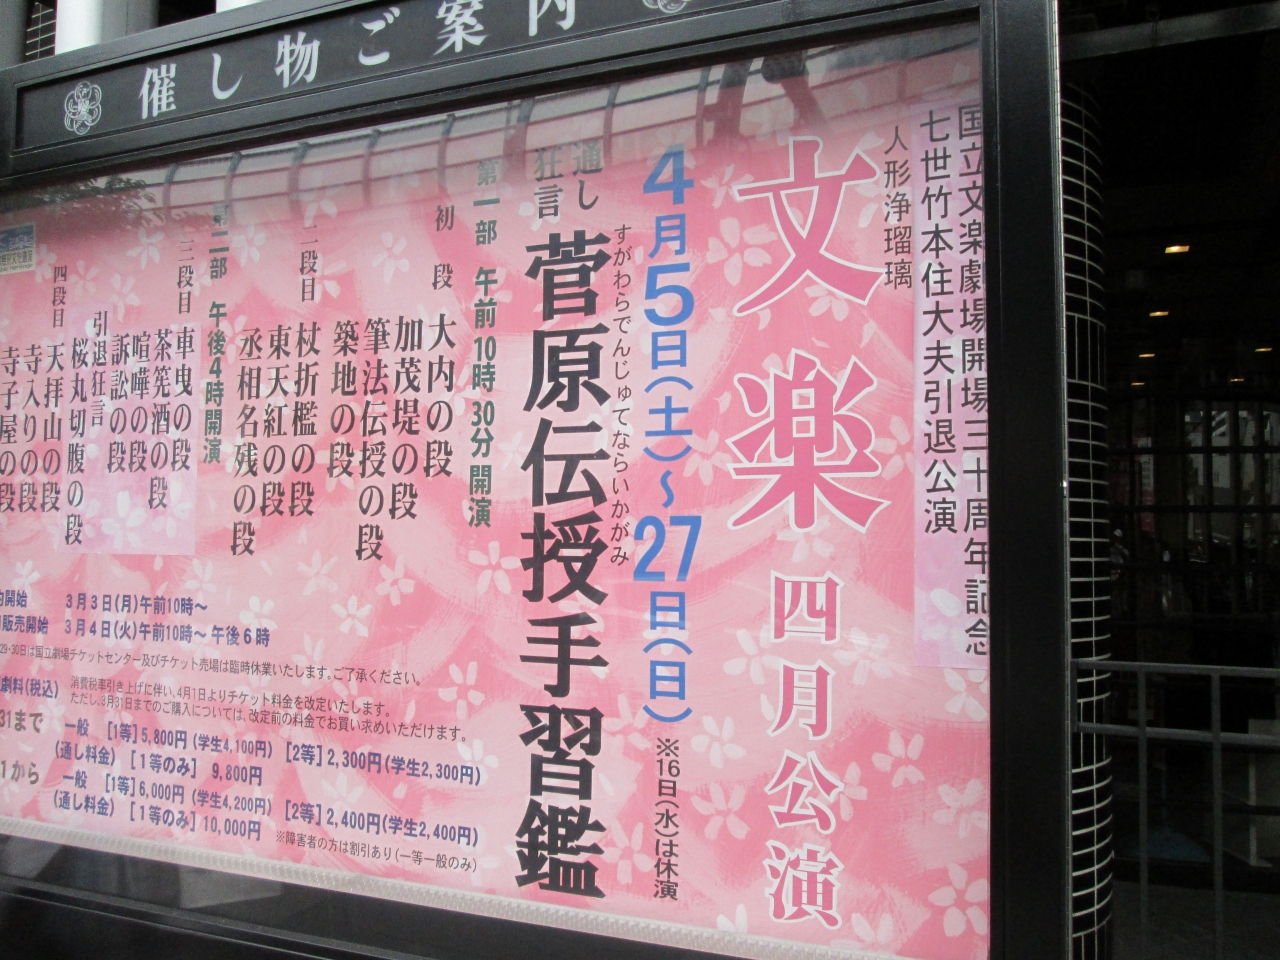 催し物ご案内
国立文楽劇場開場三十周年記念
七世竹本住大夫引退公演
人形浄瑠璃
文楽 四月公演
4月5日(土)～27日(日)
※16日(水)は休演
通し
狂言
すがわらでんじゅてならいかがみ
菅原伝授手習鑑
第一部 午前10時30分開演
初段
大内の段
加茂堤の段
筆法伝授の段
築地の段
二段目
杖折檻の段
東天紅の段
丞相名残の段
二部 午後4時開演
三段目
車曳の段
茶筅酒の段
喧嘩の段
訴訟の段
引退狂言
桜丸切腹の段
四段目
天拝山の段
寺入りの段
寺子屋の段
開始 3月3日(月)午前10時～
販売開始 3月4日(火)午前10時～午後6時
29・30日は国立劇場チケットセンター及びチケット売場は臨時休業いたします。ご了承ください。
劇料(税込)
消費税率引き上げに伴い、4月1日よりチケット料金を改定いたします。
ただし、3月31日までのご購入については、改定前の料金でお買い求めいただけます。
31まで
一般 [1等]5,800円(学生4,100円) [2等]2,300円(学生2,300円)
(通し料金) [1等のみ] 9,800円
1から
一般 [1等]6,000円(学生4,200円) [2等]2,400円(学生2,400円)
(通し料金) [1等のみ]10,000円
※障害者の方は割引あり(一等一般のみ)